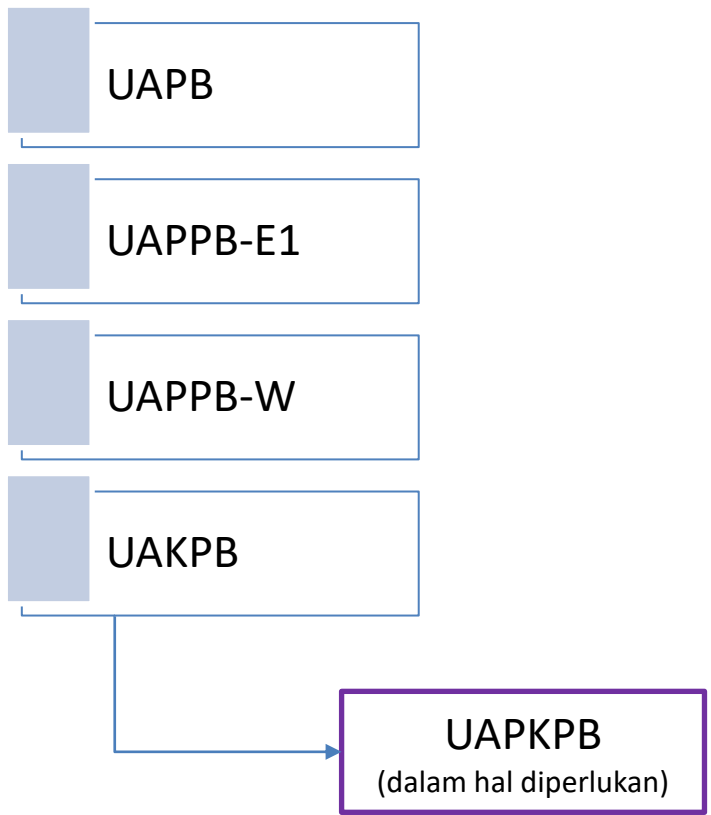 UAPB
UAPPB-E1
UAPPB-W
UAKPB
UAPKPB
(dalam hal diperlukan)